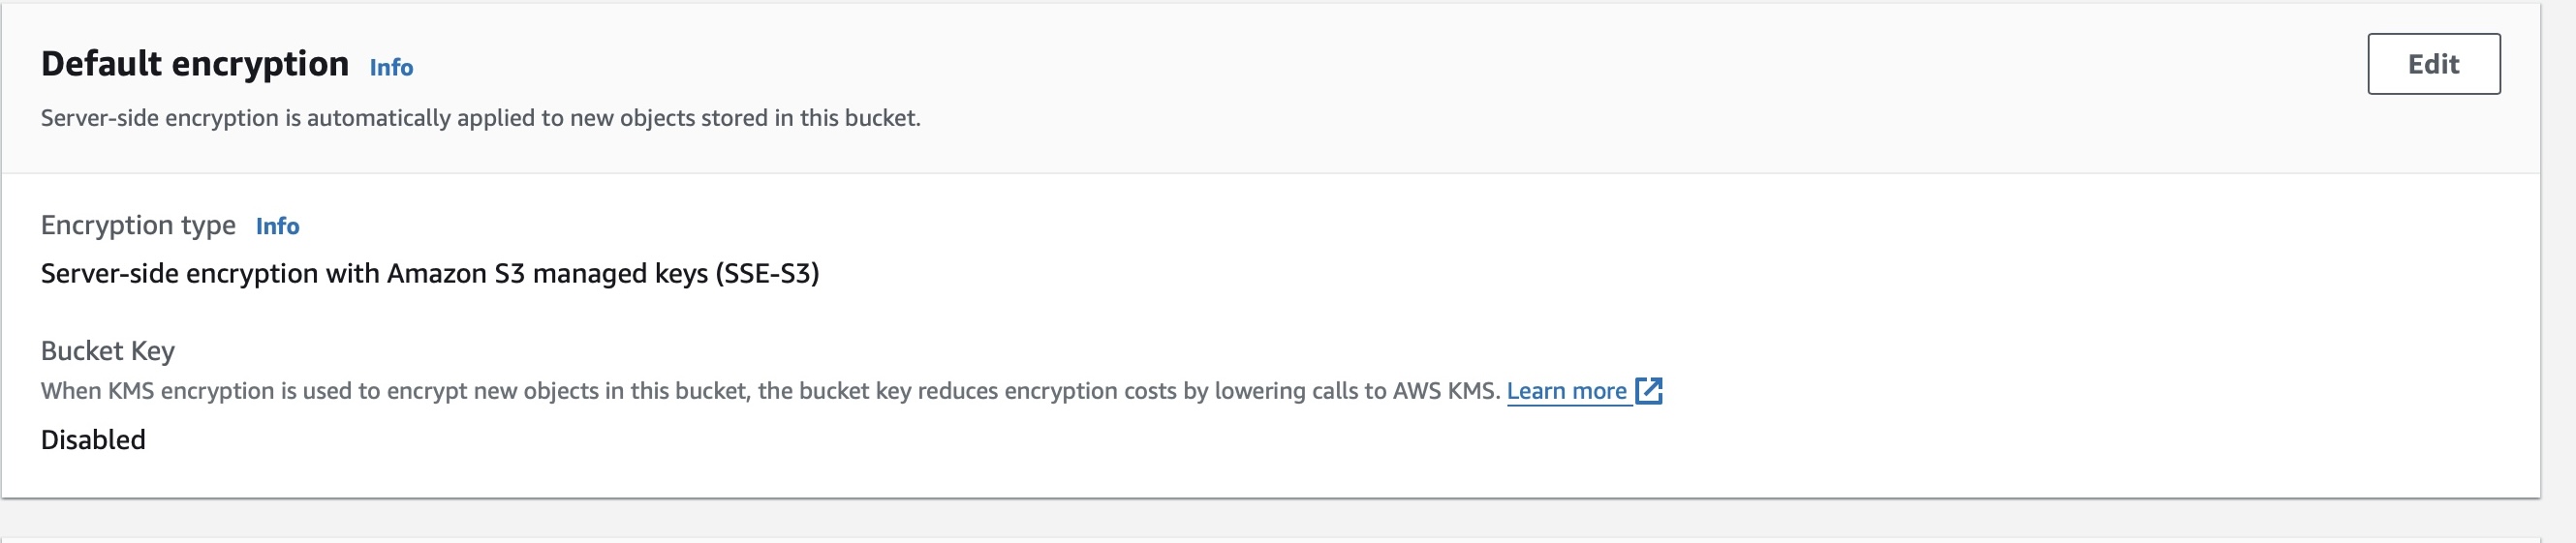 Default encryption Info
Edit
Server-side encryption is automatically applied to new objects stored in this bucket.
Encryption type Info
Server-side encryption with Amazon S3 managed keys (SSE-S3)
Bucket Key
When KMS encryption is used to encrypt new objects in this bucket, the bucket key reduces encryption costs by lowering calls to AWS KMS. Learn more
Disabled